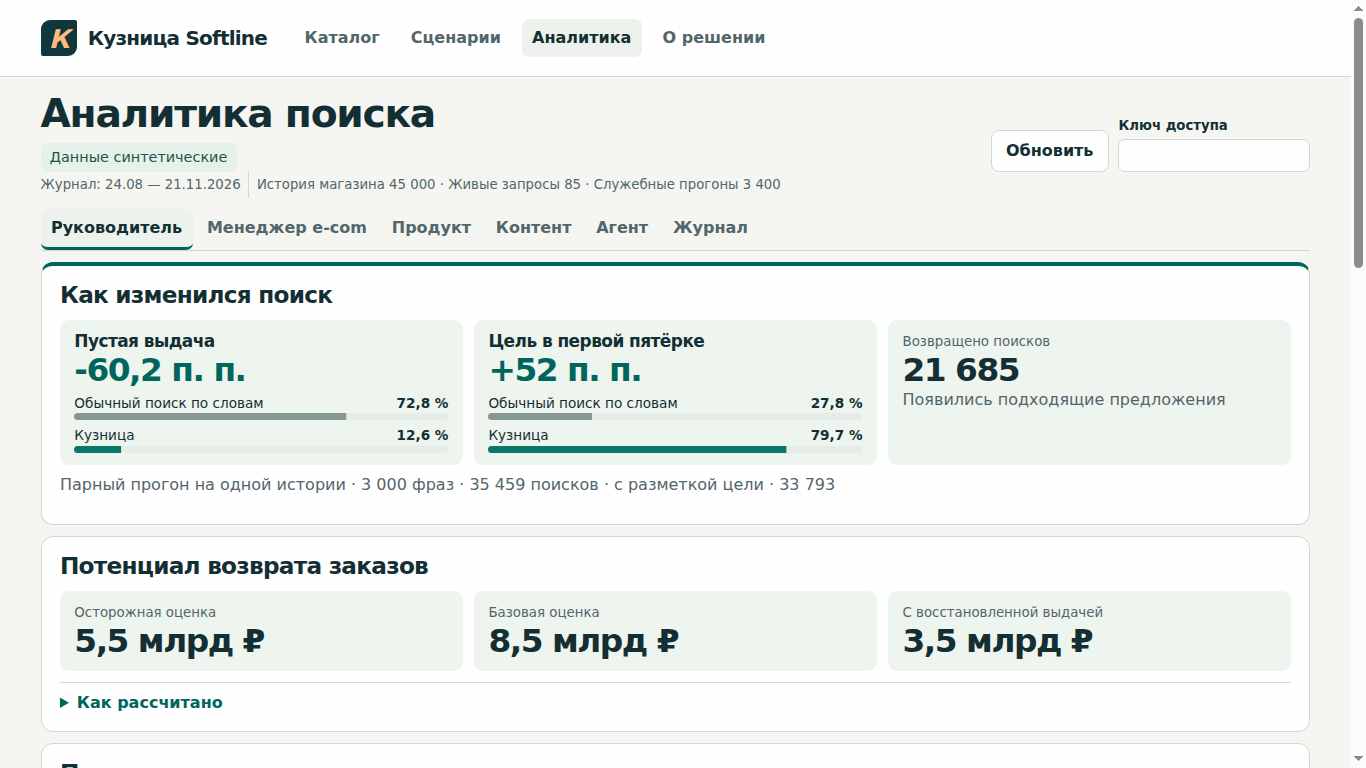 К Кузница Softline Каталог Сценарии Аналитика О решении
Аналитика поиска
Данные синтетические
Журнал: 24.08 — 21.11.2026 История магазина 45 000 · Живые запросы 85 · Служебные прогоны 3 400
Обновить
Ключ доступа
Руководитель Менеджер e-com Продукт Контент Агент Журнал
Как изменился поиск
Пустая выдача
-60,2 п. п.
Обычный поиск по словам 72,8 %
Кузница 12,6 %
Цель в первой пятёрке
+52 п. п.
Обычный поиск по словам 27,8 %
Кузница 79,7 %
Возвращено поисков
21 685
Появились подходящие предложения
Парный прогон на одной истории · 3 000 фраз · 35 459 поисков · с разметкой цели · 33 793
Потенциал возврата заказов
Осторожная оценка
5,5 млрд ₽
Базовая оценка
8,5 млрд ₽
С восстановленной выдачей
3,5 млрд ₽
Как рассчитано